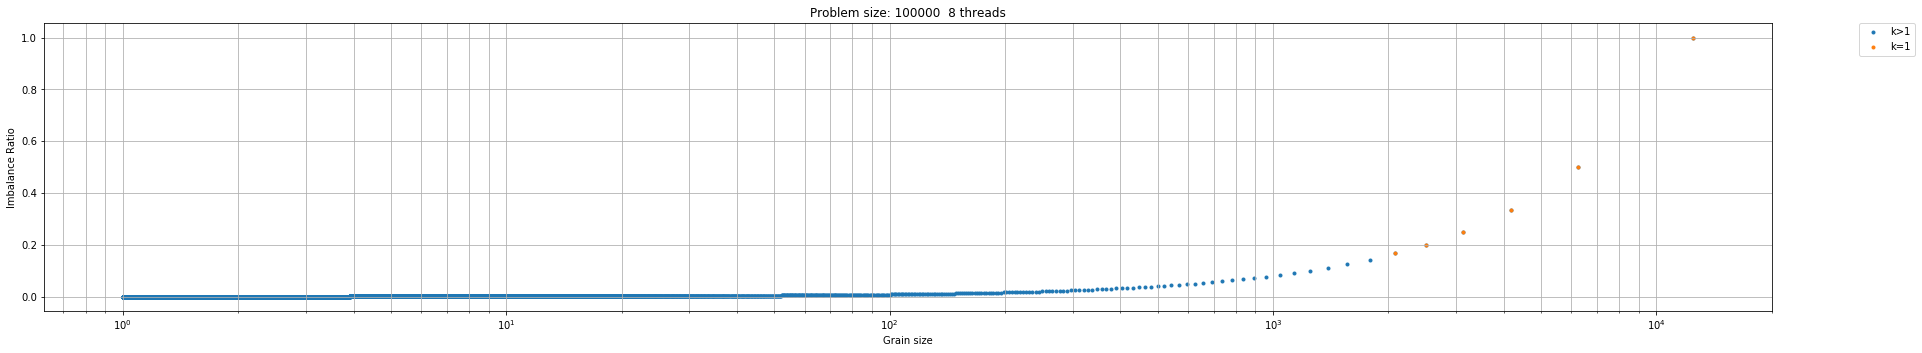 Problem size: 100000  8 threads
k>1
k=1
Imbalance Ratio
1.0
0.8
0.6
0.4
0.2
0.0
10^0 10^1 10^2 10^3 10^4
Grain size